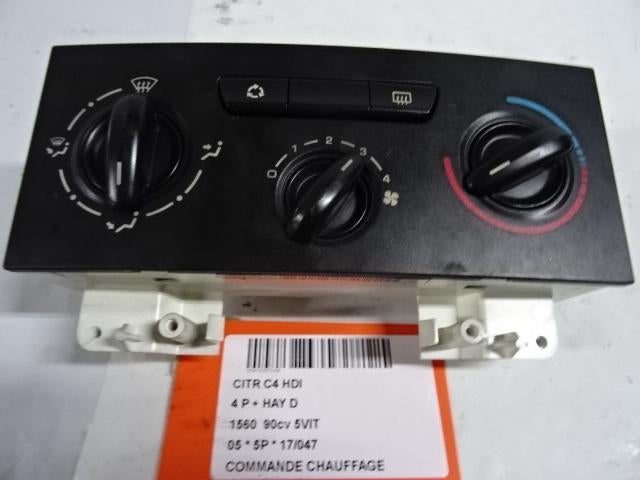 0 1 2 3 4
CITR C4 HDI
4 P + HAY D
1560 90cv 5VIT
05 * 5P * 17/047
COMMANDE CHAUFFAGE